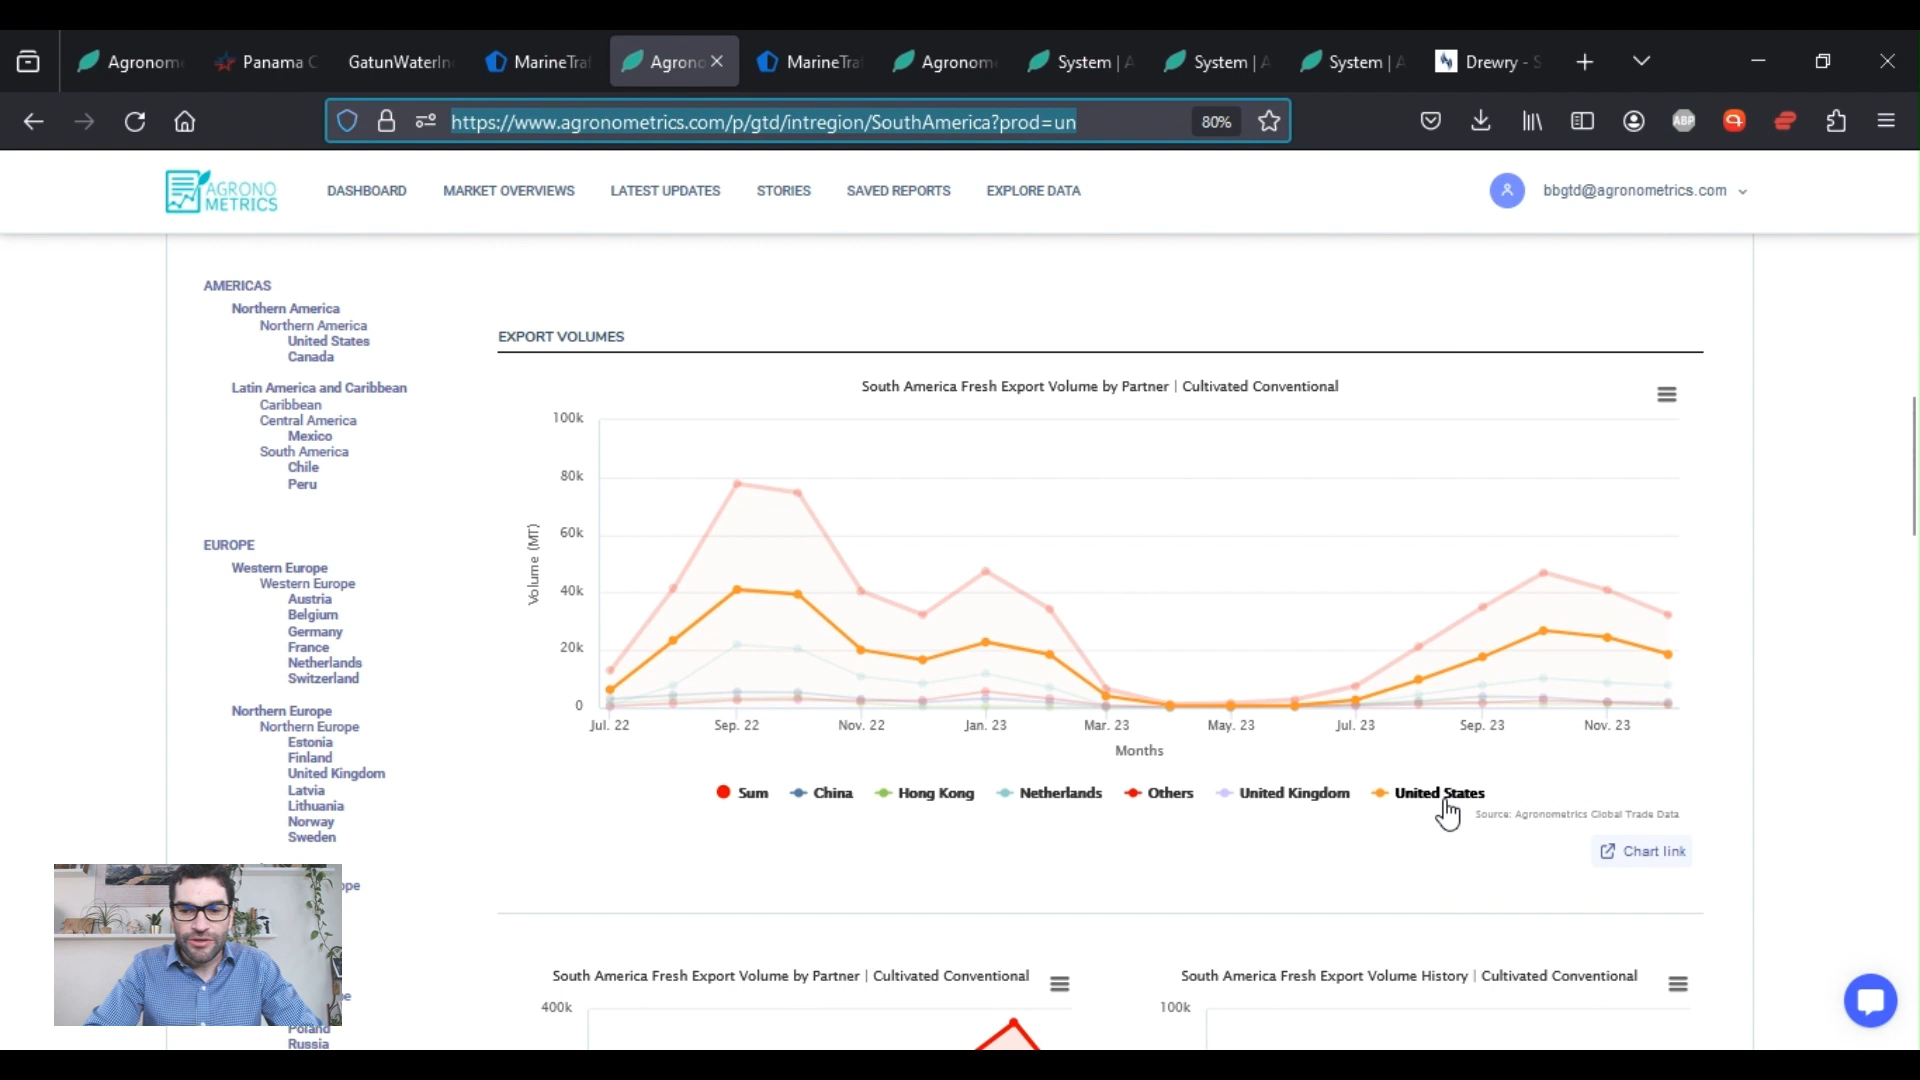 Agronom
Panama C
GatunWaterIn
MarineTra
Agrono
MarineTra
Agronom
System | A
System | A
System | A
Drewry - S
https://www.agronometrics.com/p/gtd/intregion/SouthAmerica?prod=un
80%
ABP
AGRONO
METRICS
DASHBOARD
MARKET OVERVIEWS
LATEST UPDATES
STORIES
SAVED REPORTS
EXPLORE DATA
bbgtd@agronometrics.com
AMERICAS
Northern America
Northern America
United States
Canada
Latin America and Caribbean
Caribbean
Central America
Mexico
South America
Chile
Peru
EUROPE
Western Europe
Western Europe
Austria
Belgium
Germany
France
Netherlands
Switzerland
Northern Europe
Northern Europe
Estonia
Finland
United Kingdom
Latvia
Lithuania
Norway
Sweden
ope
e
Poland
Russia
EXPORT VOLUMES
South America Fresh Export Volume by Partner | Cultivated Conventional
100k
80k
60k
40k
20k
0
Volume (MT)
Jul. 22
Sep. 22
Nov. 22
Jan. 23
Mar. 23
May. 23
Jul. 23
Sep. 23
Nov. 23
Months
Sum
China
Hong Kong
Netherlands
Others
United Kingdom
United States
Source: Agronometrics Global Trade Data
Chart link
South America Fresh Export Volume by Partner | Cultivated Conventional
400k
South America Fresh Export Volume History | Cultivated Conventional
100k